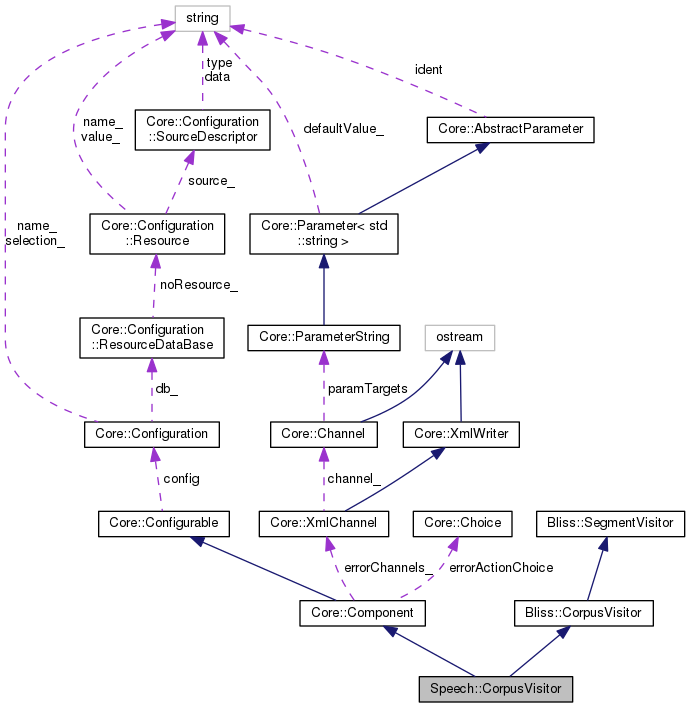 string
type
data
ident
Core::Configuration
::SourceDescriptor
Core::AbstractParameter
name_
value_
defaultValue_
source_
name_
selection_
Core::Configuration
::Resource
Core::Parameter< std
::string >
noResource_
Core::Configuration
::ResourceDataBase
Core::ParameterString
ostream
db_
paramTargets
Core::Configuration
Core::Channel
Core::XmlWriter
config
channel_
Core::Configurable
Core::XmlChannel
Core::Choice
Bliss::SegmentVisitor
errorChannels_
errorActionChoice
Core::Component
Bliss::CorpusVisitor
Speech::CorpusVisitor